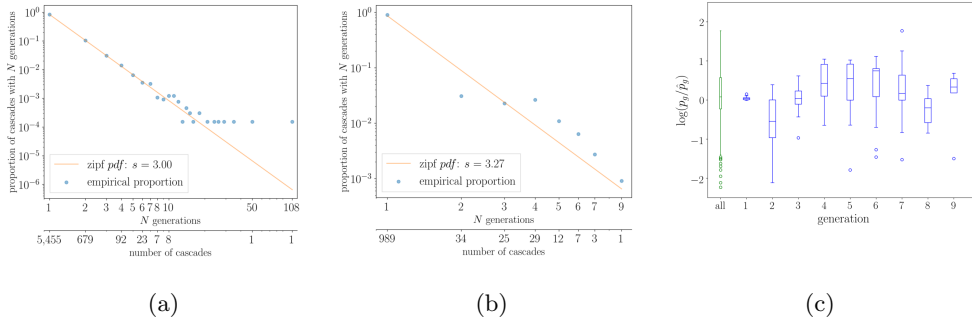 proportion of cascades with N generations
10^0
10^-1
10^-2
10^-3
10^-4
10^-5
10^-6
zipf pdf: s = 3.00
empirical proportion
1 2 3 4 5 6 7 8 10 50 108
N generations
5,455 679 92 23 7 8 1 1
number of cascades
(a)
proportion of cascades with N generations
10^0
10^-1
10^-2
10^-3
zipf pdf: s = 3.27
empirical proportion
1 2 3 4 5 6 7 9
N generations
989 34 25 29 12 7 3 1
number of cascades
(b)
log(p_g/p̂_g)
2
1
0
-1
-2
all 1 2 3 4 5 6 7 8 9
generation
(c)